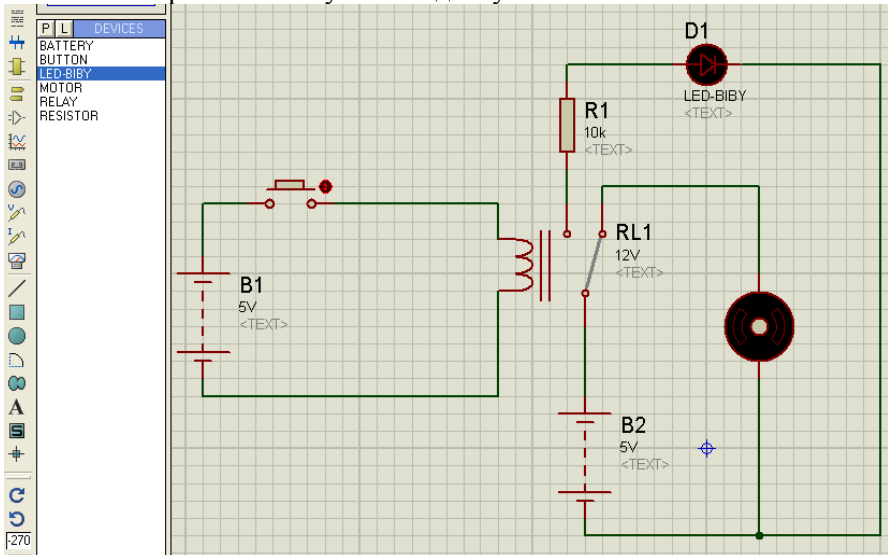 P L DEVICES
BATTERY
BUTTON
LED-BIBY
MOTOR
RELAY
RESISTOR
D1
LED-BIBY
<TEXT>
R1
10k
<TEXT>
RL1
12V
<TEXT>
B1
5V
<TEXT>
B2
5V
<TEXT>
A
S
-270